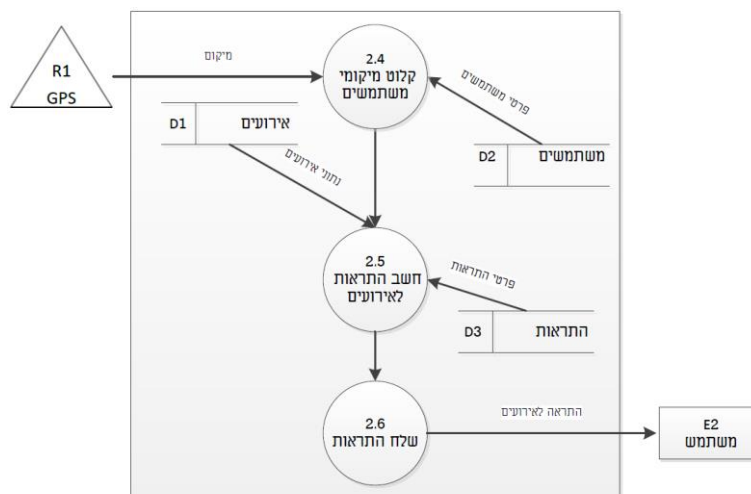 2.4
קלוט מיקומי
משתמשים
מיקום
R1
GPS
פרטי משתמשים
D1 אירועים
D2 משתמשים
נתוני אירועים
2.5
חשב התראות
לאירועים
פרטי התראות
D3 התראות
2.6
שלח התראות
התראה לאירועים
E2
משתמש